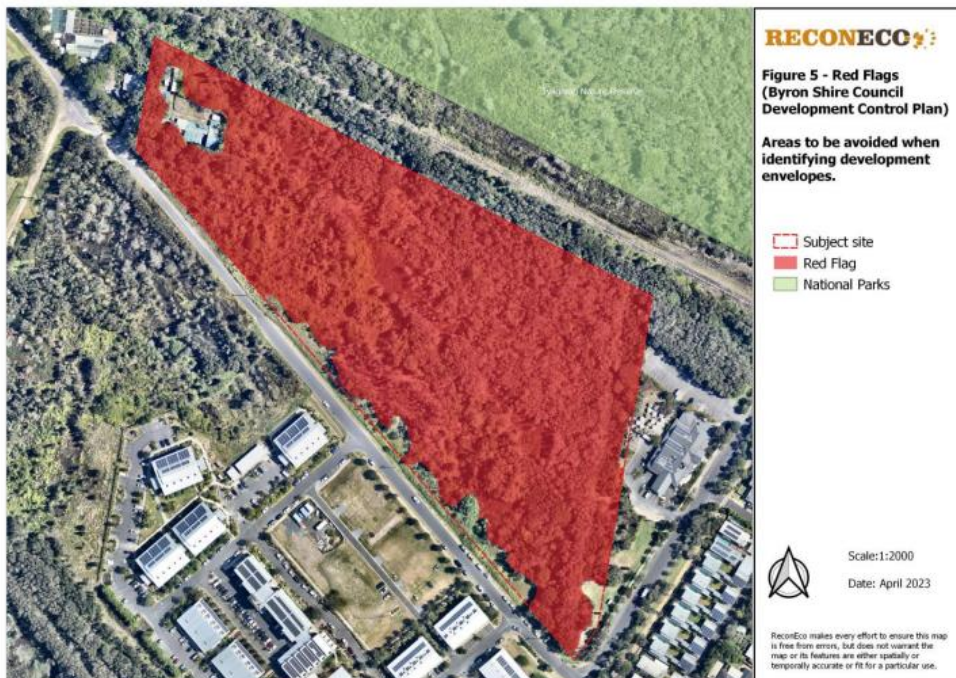 RECONECO
Figure 5 - Red Flags
(Byron Shire Council
Development Control Plan)
Areas to be avoided when
identifying development
envelopes.
Subject site
Red Flag
National Parks
Scale:1:2000
Date: April 2023
ReconEco makes every effort to ensure this map
is free from errors, but does not warrant the
map or its features are either spatially or
temporally accurate or fit for a particular use.